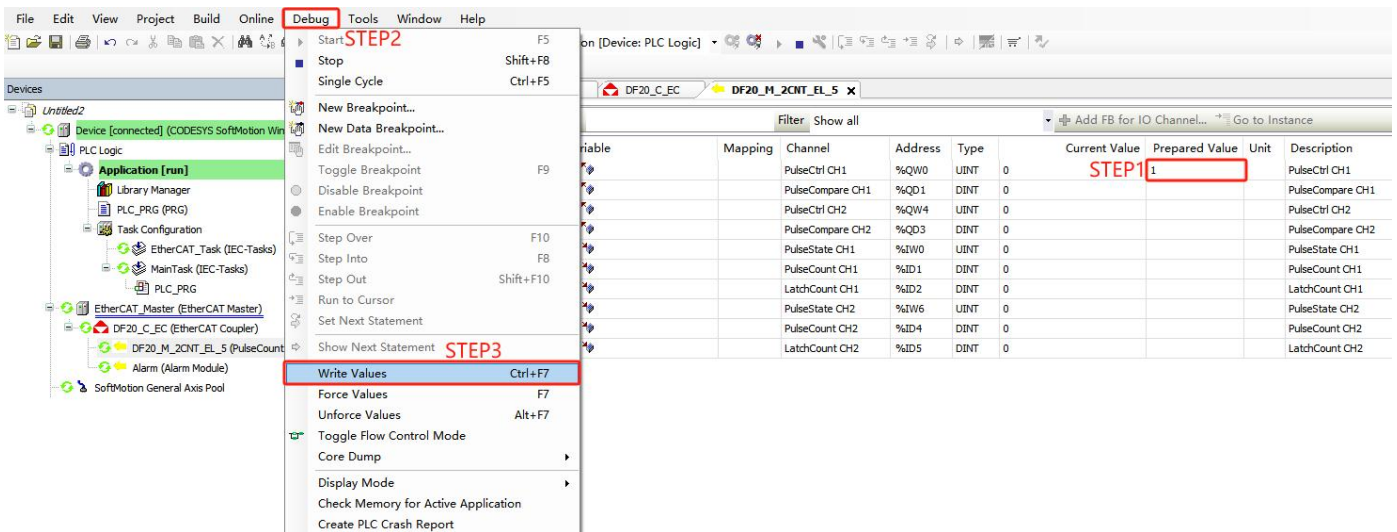 File Edit View Project Build Online Debug Tools Window Help
Start STEP2 F5
on [Device: PLC Logic]
Stop Shift+F8
Single Cycle Ctrl+F5
New Breakpoint...
New Data Breakpoint...
Edit Breakpoint...
Toggle Breakpoint F9
Disable Breakpoint
Enable Breakpoint
Step Over F10
Step Into F8
Step Out Shift+F10
Run to Cursor
Set Next Statement
Show Next Statement STEP3
Write Values Ctrl+F7
Force Values F7
Unforce Values Alt+F7
Toggle Flow Control Mode
Core Dump
Display Mode
Check Memory for Active Application
Create PLC Crash Report
Devices
Untitled2
Device [connected] (CODESYS SoftMotion Win
PLC Logic
Application [run]
Library Manager
PLC_PRG (PRG)
Task Configuration
EtherCAT_Task (IEC-Tasks)
MainTask (IEC-Tasks)
PLC_PRG
EtherCAT_Master (EtherCAT Master)
DF20_C_EC (EtherCAT Coupler)
DF20_M_2CNT_EL_5 (PulseCount
Alarm (Alarm Module)
SoftMotion General Axis Pool
DF20_C_EC DF20_M_2CNT_EL_5 X
Filter Show all Add FB for IO Channel... Go to Instance
riable Mapping Channel Address Type Current Value Prepared Value Unit Description
PulseCtrl CH1 %QW0 UINT 0 STEP1 1 PulseCtrl CH1
PulseCompare CH1 %QD1 DINT 0 PulseCompare CH1
PulseCtrl CH2 %QW4 UINT 0 PulseCtrl CH2
PulseCompare CH2 %QD3 DINT 0 PulseCompare CH2
PulseState CH1 %IW0 UINT 0 PulseState CH1
PulseCount CH1 %ID1 DINT 0 PulseCount CH1
LatchCount CH1 %ID2 DINT 0 LatchCount CH1
PulseState CH2 %IW6 UINT 0 PulseState CH2
PulseCount CH2 %ID4 DINT 0 PulseCount CH2
LatchCount CH2 %ID5 DINT 0 LatchCount CH2